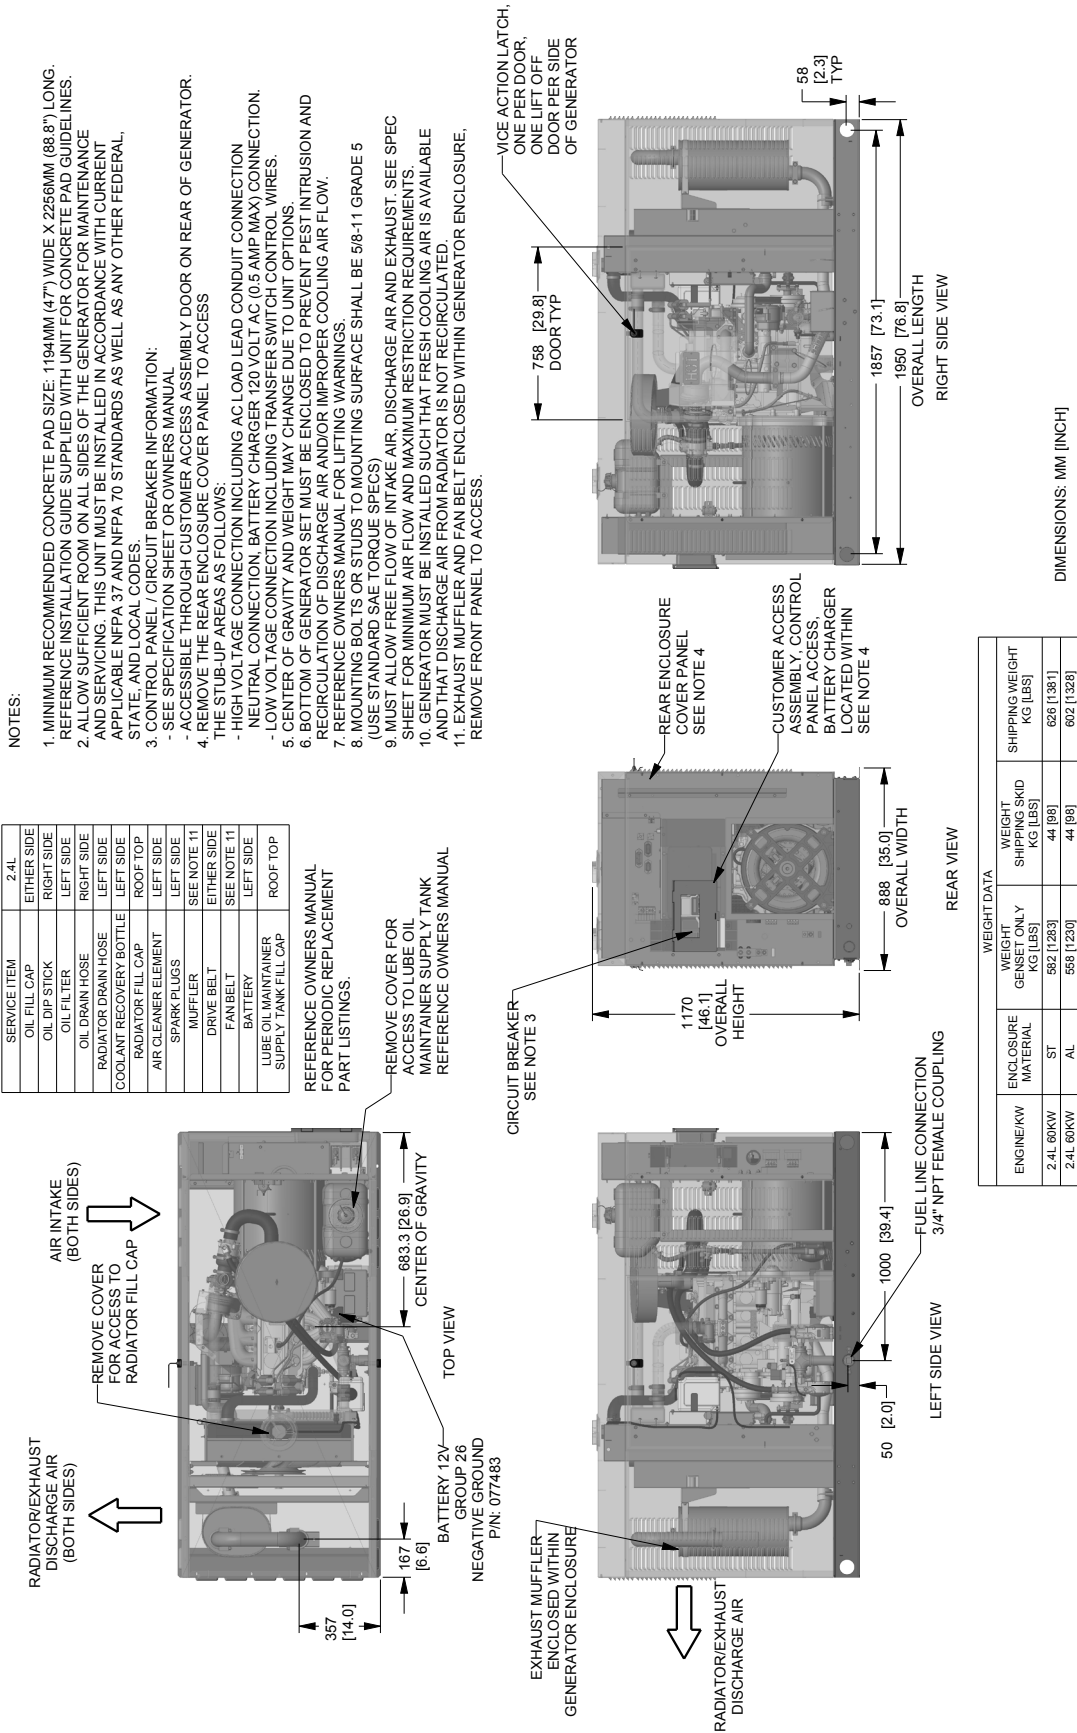 NOTES:
1. MINIMUM RECOMMENDED CONCRETE PAD SIZE: 1194MM (47") WIDE X 2256MM (88.8") LONG.
REFERENCE INSTALLATION GUIDE SUPPLIED WITH UNIT FOR CONCRETE PAD GUIDELINES.
2. ALLOW SUFFICIENT ROOM ON ALL SIDES OF THE GENERATOR FOR MAINTENANCE
AND SERVICING. THIS UNIT MUST BE INSTALLED IN ACCORDANCE WITH CURRENT
APPLICABLE NFPA 37 AND NFPA 70 STANDARDS AS WELL AS ANY OTHER FEDERAL,
STATE, AND LOCAL CODES.
3. CONTROL PANEL / CIRCUIT BREAKER INFORMATION:
- SEE SPECIFICATION SHEET OR OWNERS MANUAL
- ACCESSIBLE THROUGH CUSTOMER ACCESS ASSEMBLY DOOR ON REAR OF GENERATOR.
4. REMOVE THE REAR ENCLOSURE COVER PANEL TO ACCESS
THE STUB-UP AREAS AS FOLLOWS:
- HIGH VOLTAGE CONNECTION INCLUDING AC LOAD LEAD CONDUIT CONNECTION
NEUTRAL CONNECTION, BATTERY CHARGER 120 VOLT AC (0.5 AMP MAX) CONNECTION.
- LOW VOLTAGE CONNECTION INCLUDING TRANSFER SWITCH CONTROL WIRES.
5. CENTER OF GRAVITY AND WEIGHT MAY CHANGE DUE TO UNIT OPTIONS.
6. BOTTOM OF GENERATOR SET MUST BE ENCLOSED TO PREVENT PEST INTRUSION AND
RECIRCULATION OF DISCHARGE AIR AND/OR IMPROPER COOLING AIR FLOW.
7. REFERENCE OWNERS MANUAL FOR LIFTING WARNINGS.
8. MOUNTING BOLTS OR STUDS TO MOUNTING SURFACE SHALL BE 5/8-11 GRADE 5
(USE STANDARD SAE TORQUE SPECS)
9. MUST ALLOW FREE FLOW OF INTAKE AIR, DISCHARGE AIR AND EXHAUST. SEE SPEC
SHEET FOR MINIMUM AIR FLOW AND MAXIMUM RESTRICTION REQUIREMENTS.
10. GENERATOR MUST BE INSTALLED SUCH THAT FRESH COOLING AIR IS AVAILABLE
AND THAT DISCHARGE AIR FROM RADIATOR IS NOT RECIRCULATED.
11. EXHAUST MUFFLER AND FAN BELT ENCLOSED WITHIN GENERATOR ENCLOSURE,
REMOVE FRONT PANEL TO ACCESS.
SERVICE ITEM 2.4L
OIL FILL CAP EITHER SIDE
OIL DIP STICK RIGHT SIDE
OIL FILTER LEFT SIDE
OIL DRAIN HOSE RIGHT SIDE
RADIATOR DRAIN HOSE LEFT SIDE
COOLANT RECOVERY BOTTLE LEFT SIDE
RADIATOR FILL CAP ROOF TOP
AIR CLEANER ELEMENT LEFT SIDE
SPARK PLUGS LEFT SIDE
MUFFLER SEE NOTE 11
DRIVE BELT EITHER SIDE
FAN BELT SEE NOTE 11
BATTERY LEFT SIDE
LUBE OIL MAINTAINER
SUPPLY TANK FILL CAP ROOF TOP
REFERENCE OWNERS MANUAL
FOR PERIODIC REPLACEMENT
PART LISTINGS.
REMOVE COVER FOR
ACCESS TO LUBE OIL
MAINTAINER SUPPLY TANK
REFERENCE OWNERS MANUAL
RADIATOR/EXHAUST
DISCHARGE AIR
(BOTH SIDES)
AIR INTAKE
(BOTH SIDES)
REMOVE COVER
FOR ACCESS TO
RADIATOR FILL CAP
683.3 [26.9]
CENTER OF GRAVITY
TOP VIEW
BATTERY 12V
GROUP 26
NEGATIVE GROUND
P/N: 077483
167
[6.6]
357
[14.0]
VICE ACTION LATCH,
ONE PER DOOR,
ONE LIFT OFF
DOOR PER SIDE
OF GENERATOR
758 [29.8]
DOOR TYP
58
[2.3]
TYP
1857 [73.1]
1950 [76.8]
OVERALL LENGTH
RIGHT SIDE VIEW
REAR ENCLOSURE
COVER PANEL
SEE NOTE 4
CUSTOMER ACCESS
ASSEMBLY, CONTROL
PANEL ACCESS,
BATTERY CHARGER
LOCATED WITHIN
SEE NOTE 4
CIRCUIT BREAKER
SEE NOTE 3
1170
[46.1]
OVERALL
HEIGHT
888 [35.0]
OVERALL WIDTH
REAR VIEW
EXHAUST MUFFLER
ENCLOSED WITHIN
GENERATOR ENCLOSURE
RADIATOR/EXHAUST
DISCHARGE AIR
50 [2.0]
1000 [39.4]
FUEL LINE CONNECTION
3/4" NPT FEMALE COUPLING
LEFT SIDE VIEW
DIMENSIONS: MM [INCH]
WEIGHT DATA
ENGINE/KW ENCLOSURE MATERIAL WEIGHT GENSET ONLY KG [LBS] WEIGHT SHIPPING SKID KG [LBS] SHIPPING WEIGHT KG [LBS]
2.4L 60KW ST 582 [1283] 44 [98] 626 [1381]
2.4L 60KW AL 558 [1230] 44 [98] 602 [1328]